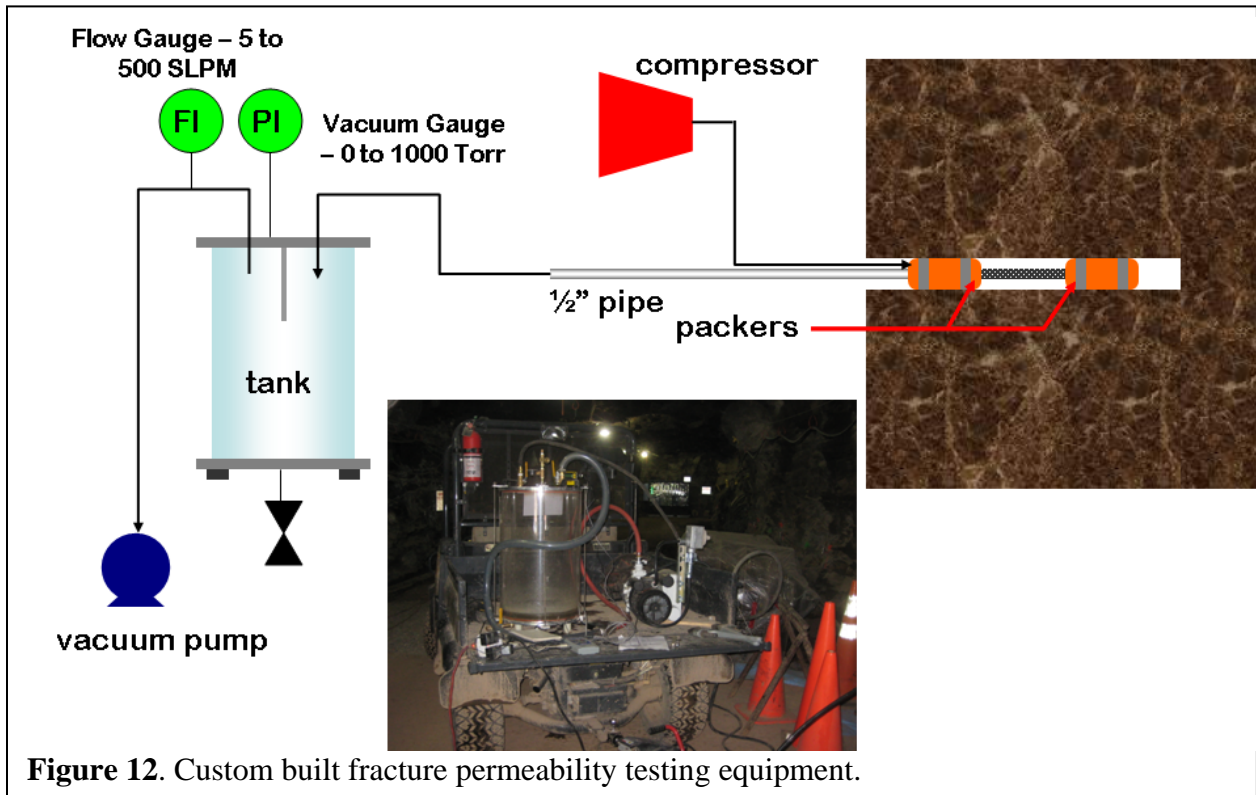 Flow Gauge – 5 to
500 SLPM
compressor
FI
PI
Vacuum Gauge
– 0 to 1000 Torr
½” pipe
packers
tank
vacuum pump
Figure 12. Custom built fracture permeability testing equipment.